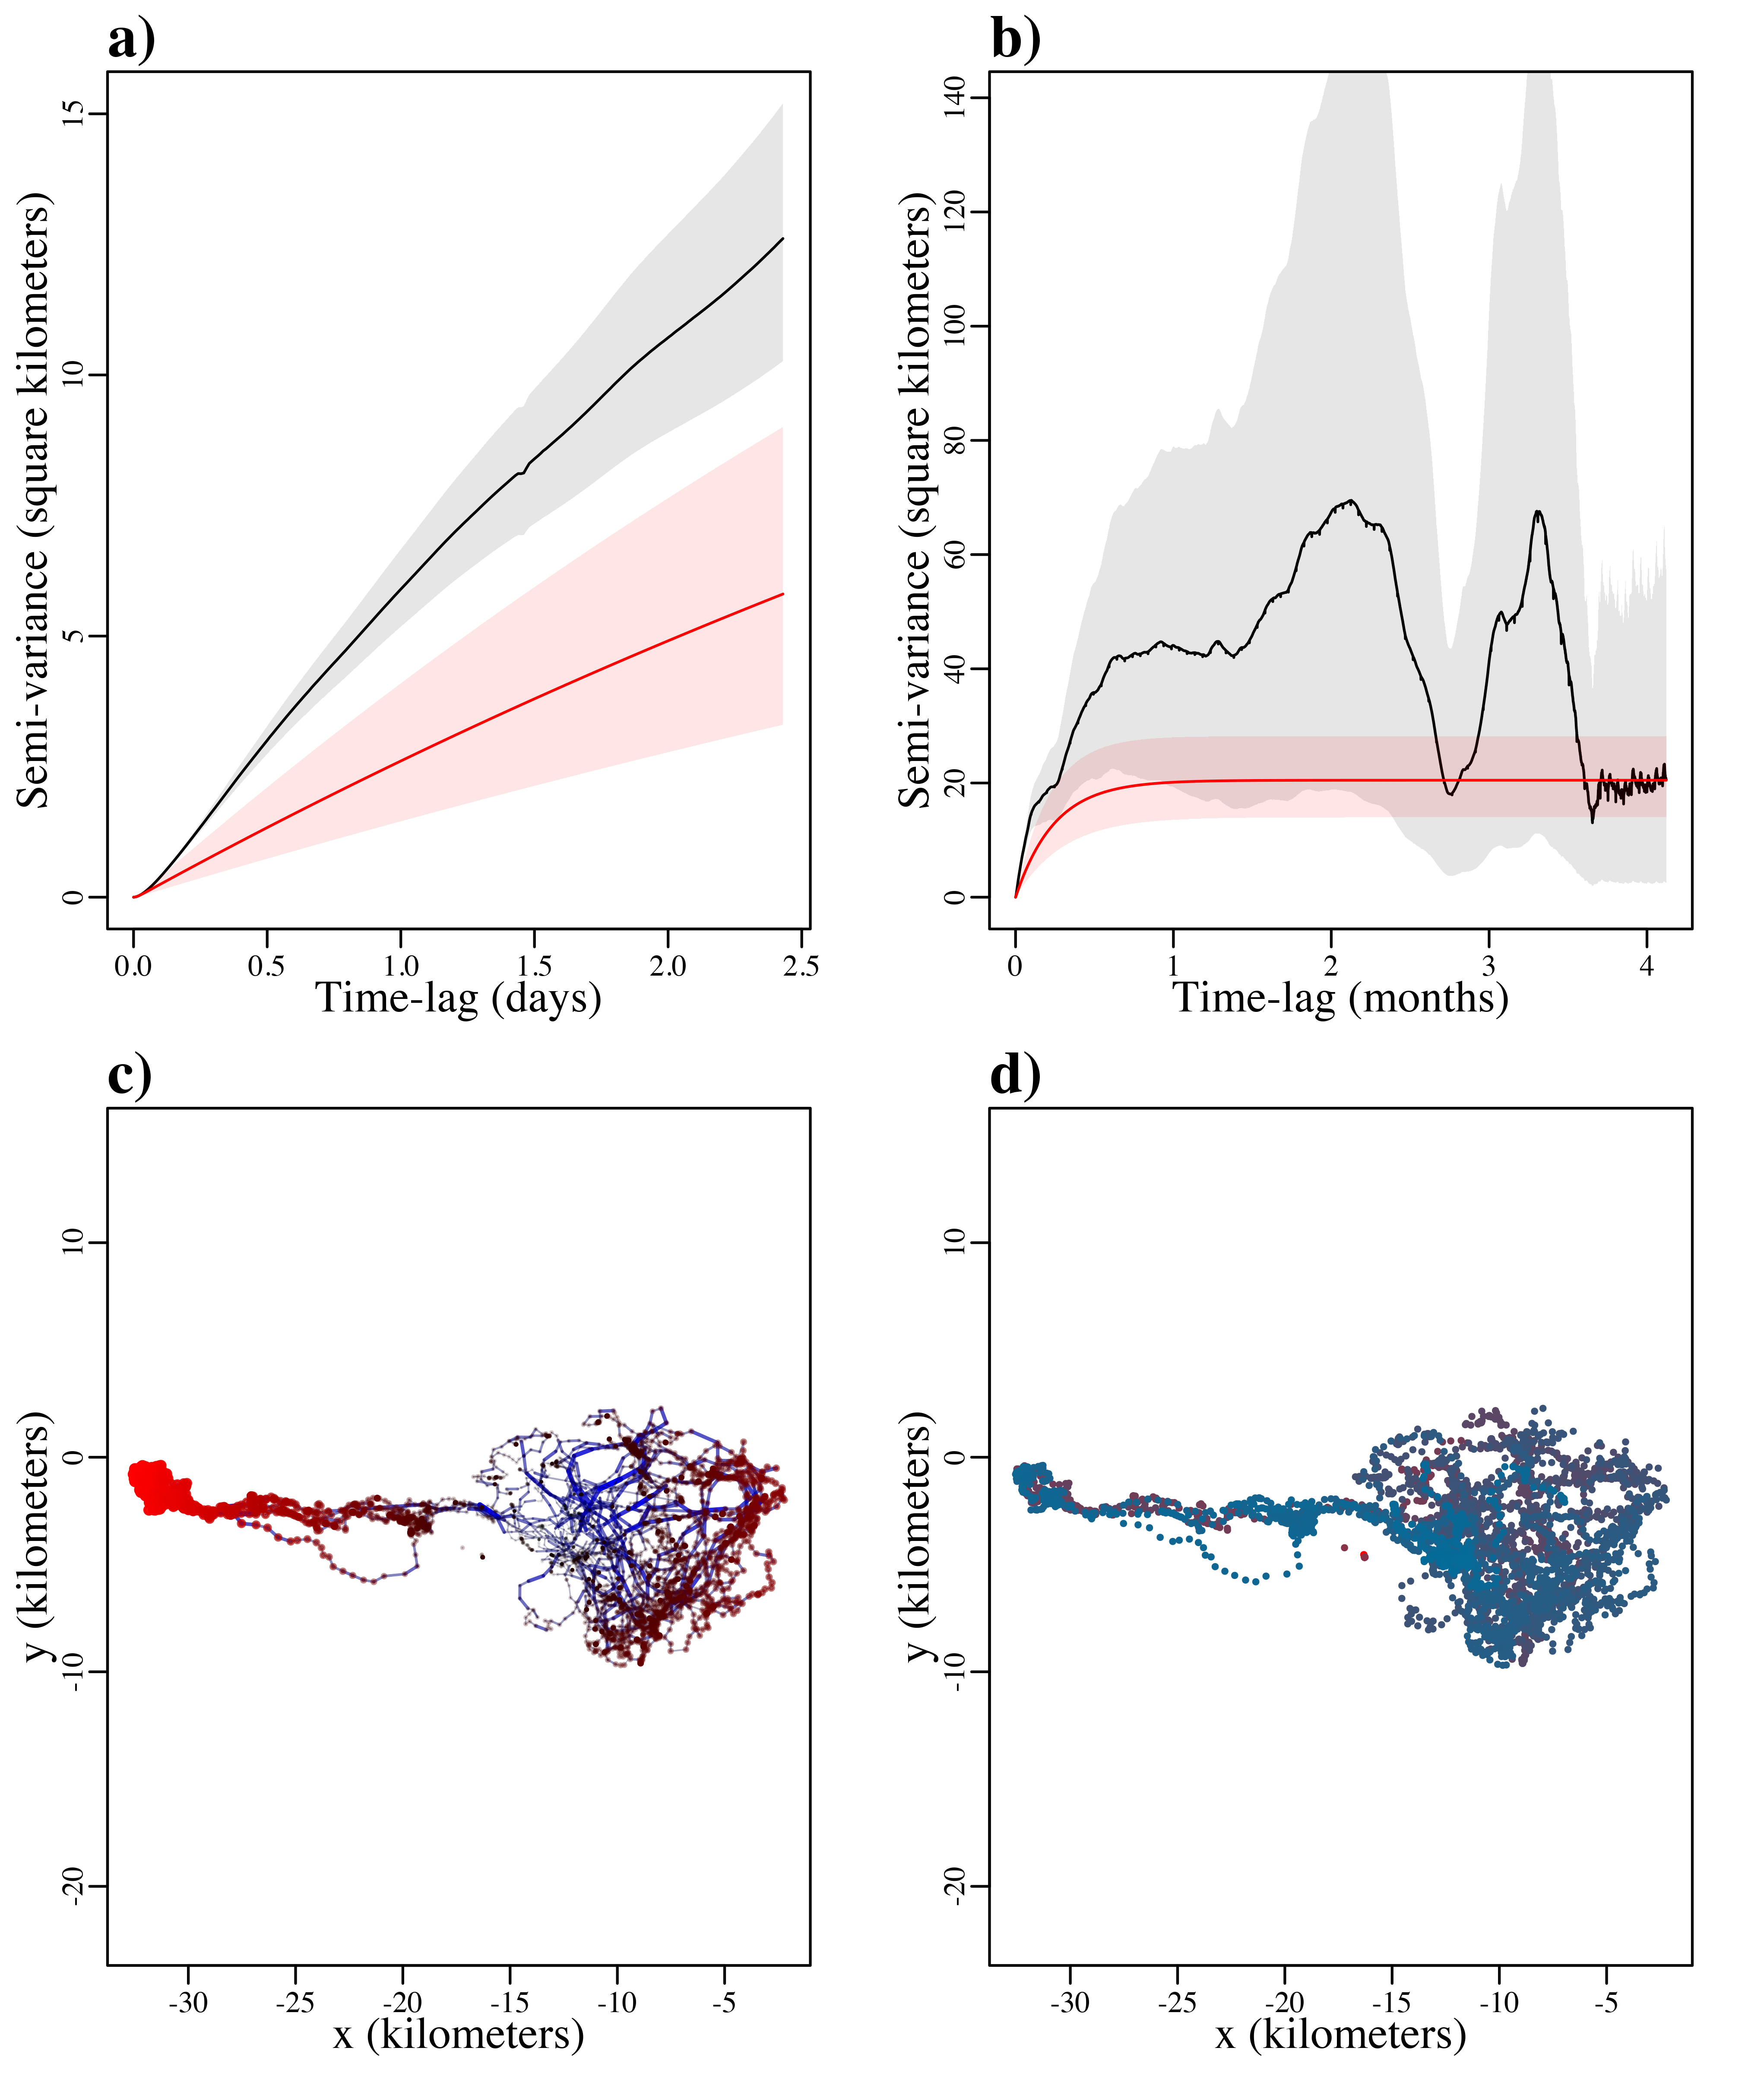 a)
Semi-variance (square kilometers)
0
5
10
15
0.0 0.5 1.0 1.5 2.0 2.5
Time-lag (days)
b)
Semi-variance (square kilometers)
0
20
40
60
80
100
120
140
0 1 2 3 4
Time-lag (months)
c)
y (kilometers)
-20
-10
0
10
-30 -25 -20 -15 -10 -5
x (kilometers)
d)
y (kilometers)
-20
-10
0
10
-30 -25 -20 -15 -10 -5
x (kilometers)